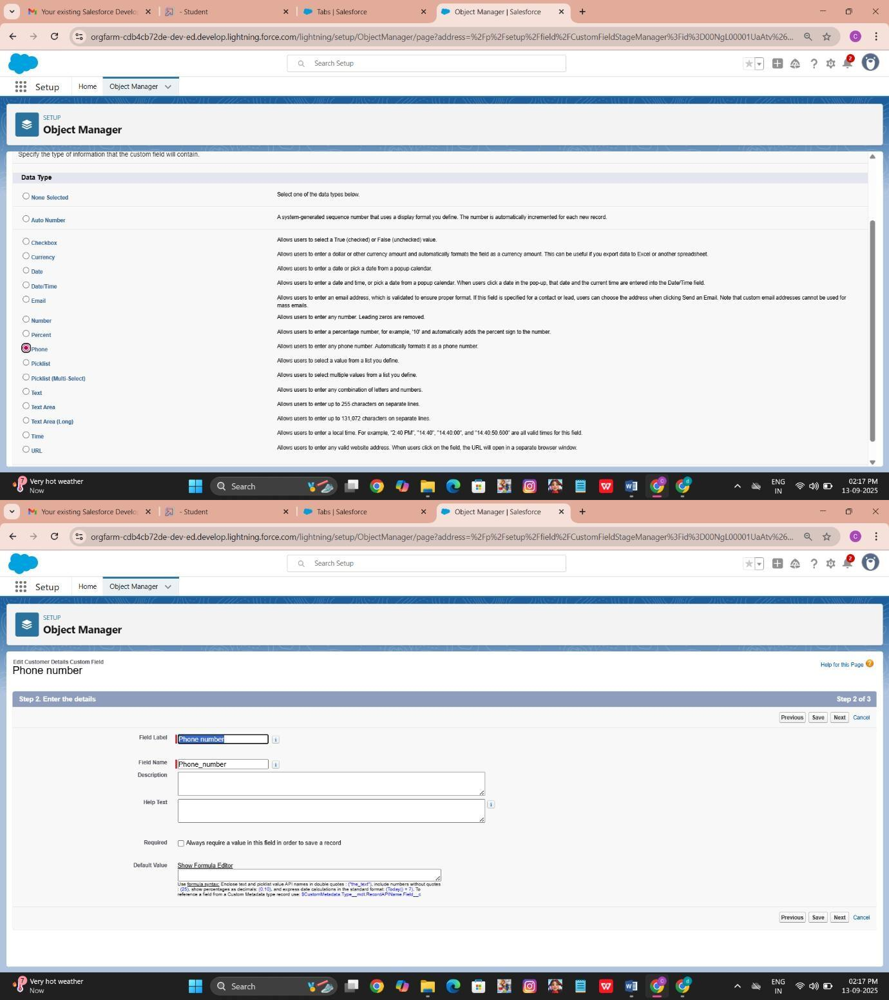 Your existing Salesforce Develo
- Student
Tabs | Salesforce
Object Manager | Salesforce
orgfarm-cdb4cb72de-dev-ed.develop.lightning.force.com/lightning/setup/ObjectManager/page?address=%2Fp%2Fsetup%2Ffield%2FCustomFieldStageManager%3Fid%3D00NgL00001UaAtv%26...
C
Search Setup
2
Setup
Home
Object Manager
SETUP
Object Manager
Specify the type of information that the custom field will contain.
Data Type
None Selected Select one of the data types below.
Auto Number A system-generated sequence number that uses a display format you define. The number is automatically incremented for each new record.
Checkbox Allows users to select a True (checked) or False (unchecked) value.
Currency Allows users to enter a dollar or other currency amount and automatically formats the field as a currency amount. This can be useful if you export data to Excel or another spreadsheet.
Date Allows users to enter a date or pick a date from a popup calendar.
Date/Time Allows users to enter a date and time, or pick a date from a popup calendar. When users click a date in the pop-up, that date and the current time are entered into the Date/Time field.
Email Allows users to enter an email address, which is validated to ensure proper format. If this field is specified for a contact or lead, users can choose the address when clicking Send an Email. Note that custom email addresses cannot be used for
mass emails.
Number Allows users to enter any number. Leading zeros are removed.
Percent Allows users to enter a percentage number, for example, '10' and automatically adds the percent sign to the number.
Phone Allows users to enter any phone number. Automatically formats it as a phone number.
Picklist Allows users to select a value from a list you define.
Picklist (Multi-Select) Allows users to select multiple values from a list you define.
Text Allows users to enter any combination of letters and numbers.
Text Area Allows users to enter up to 255 characters on separate lines.
Text Area (Long) Allows users to enter up to 131,072 characters on separate lines.
Time Allows users to enter a local time. For example, "2:40 PM", "14:40", "14:40:00", and "14:40:50.600" are all valid times for this field.
URL Allows users to enter any valid website address. When users click on the field, the URL will open in a separate browser window.
7
Very hot weather
Now
Search
W
C
d
ENG
IN
02:17 PM
13-09-2025
Your existing Salesforce Develo
- Student
Tabs | Salesforce
Object Manager | Salesforce
orgfarm-cdb4cb72de-dev-ed.develop.lightning.force.com/lightning/setup/ObjectManager/page?address=%2Fp%2Fsetup%2Ffield%2FCustomFieldStageManager%3Fid%3D00NgL00001UaAtv%26...
C
Search Setup
2
Setup
Home
Object Manager
SETUP
Object Manager
Edit Customer Details Custom Field
Phone number
Help for this Page
Step 2. Enter the details Step 2 of 3
Previous Save Next Cancel
Field Label Phone number i
Field Name Phone_number i
Description
Help Text i
Required Always require a value in this field in order to save a record
Default Value Show Formula Editor
Use formula syntax: Enclose text and picklist value API names in double quotes : ("the_text"), include numbers without quotes
: (25), show percentages as decimals: (0.10), and express date calculations in the standard format: (Today() + 7). To
reference a field from a Custom Metadata type record use: $CustomMetadata.Type__mdt.RecordAPIName.Field__c
Previous Save Next Cancel
7
Very hot weather
Now
Search
W
C
d
ENG
IN
02:17 PM
13-09-2025